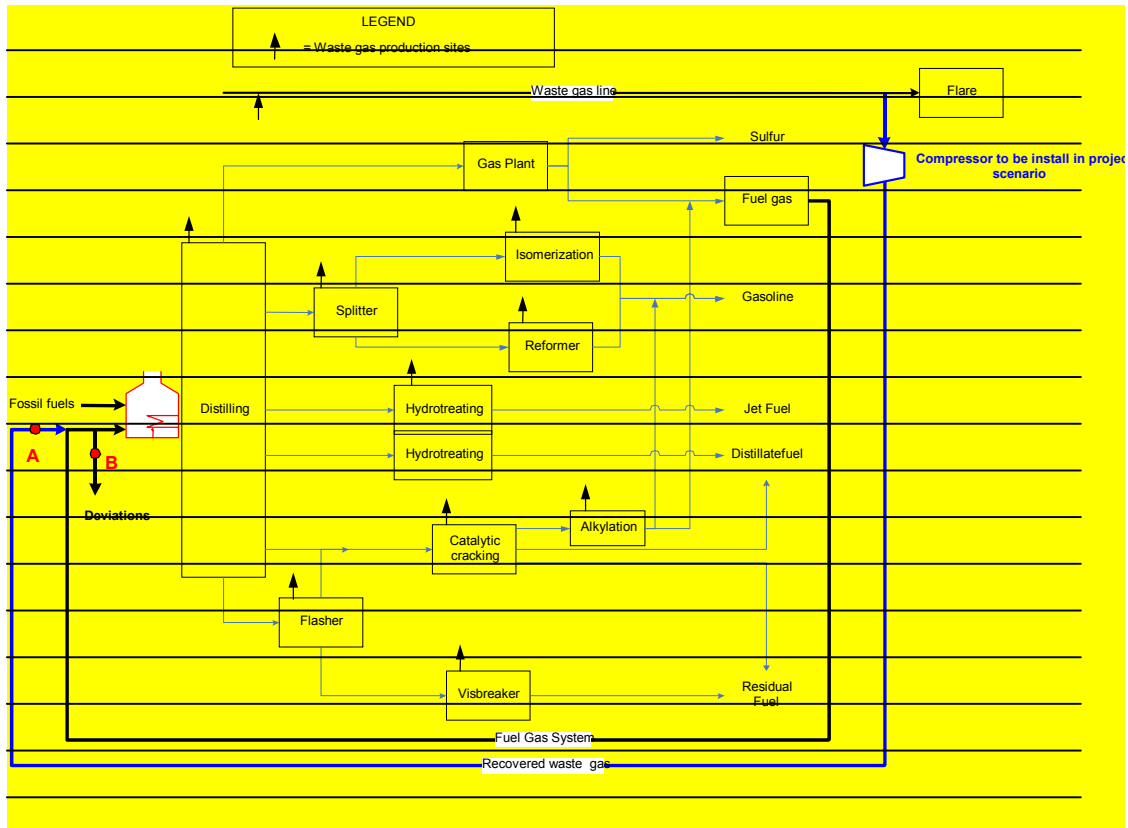 LEGEND
= Waste gas production sites
Waste gas line
Flare
Sulfur
Gas Plant
Compressor to be install in projec
scenario
Fuel gas
Isomerization
Gasoline
Splitter
Reformer
Fossil fuels
Distilling
Hydrotreating
Jet Fuel
A
B
Hydrotreating
Distillatefuel
Deviations
Alkylation
Catalytic
cracking
Flasher
Visbreaker
Residual
Fuel
Fuel Gas System
Recovered waste gas